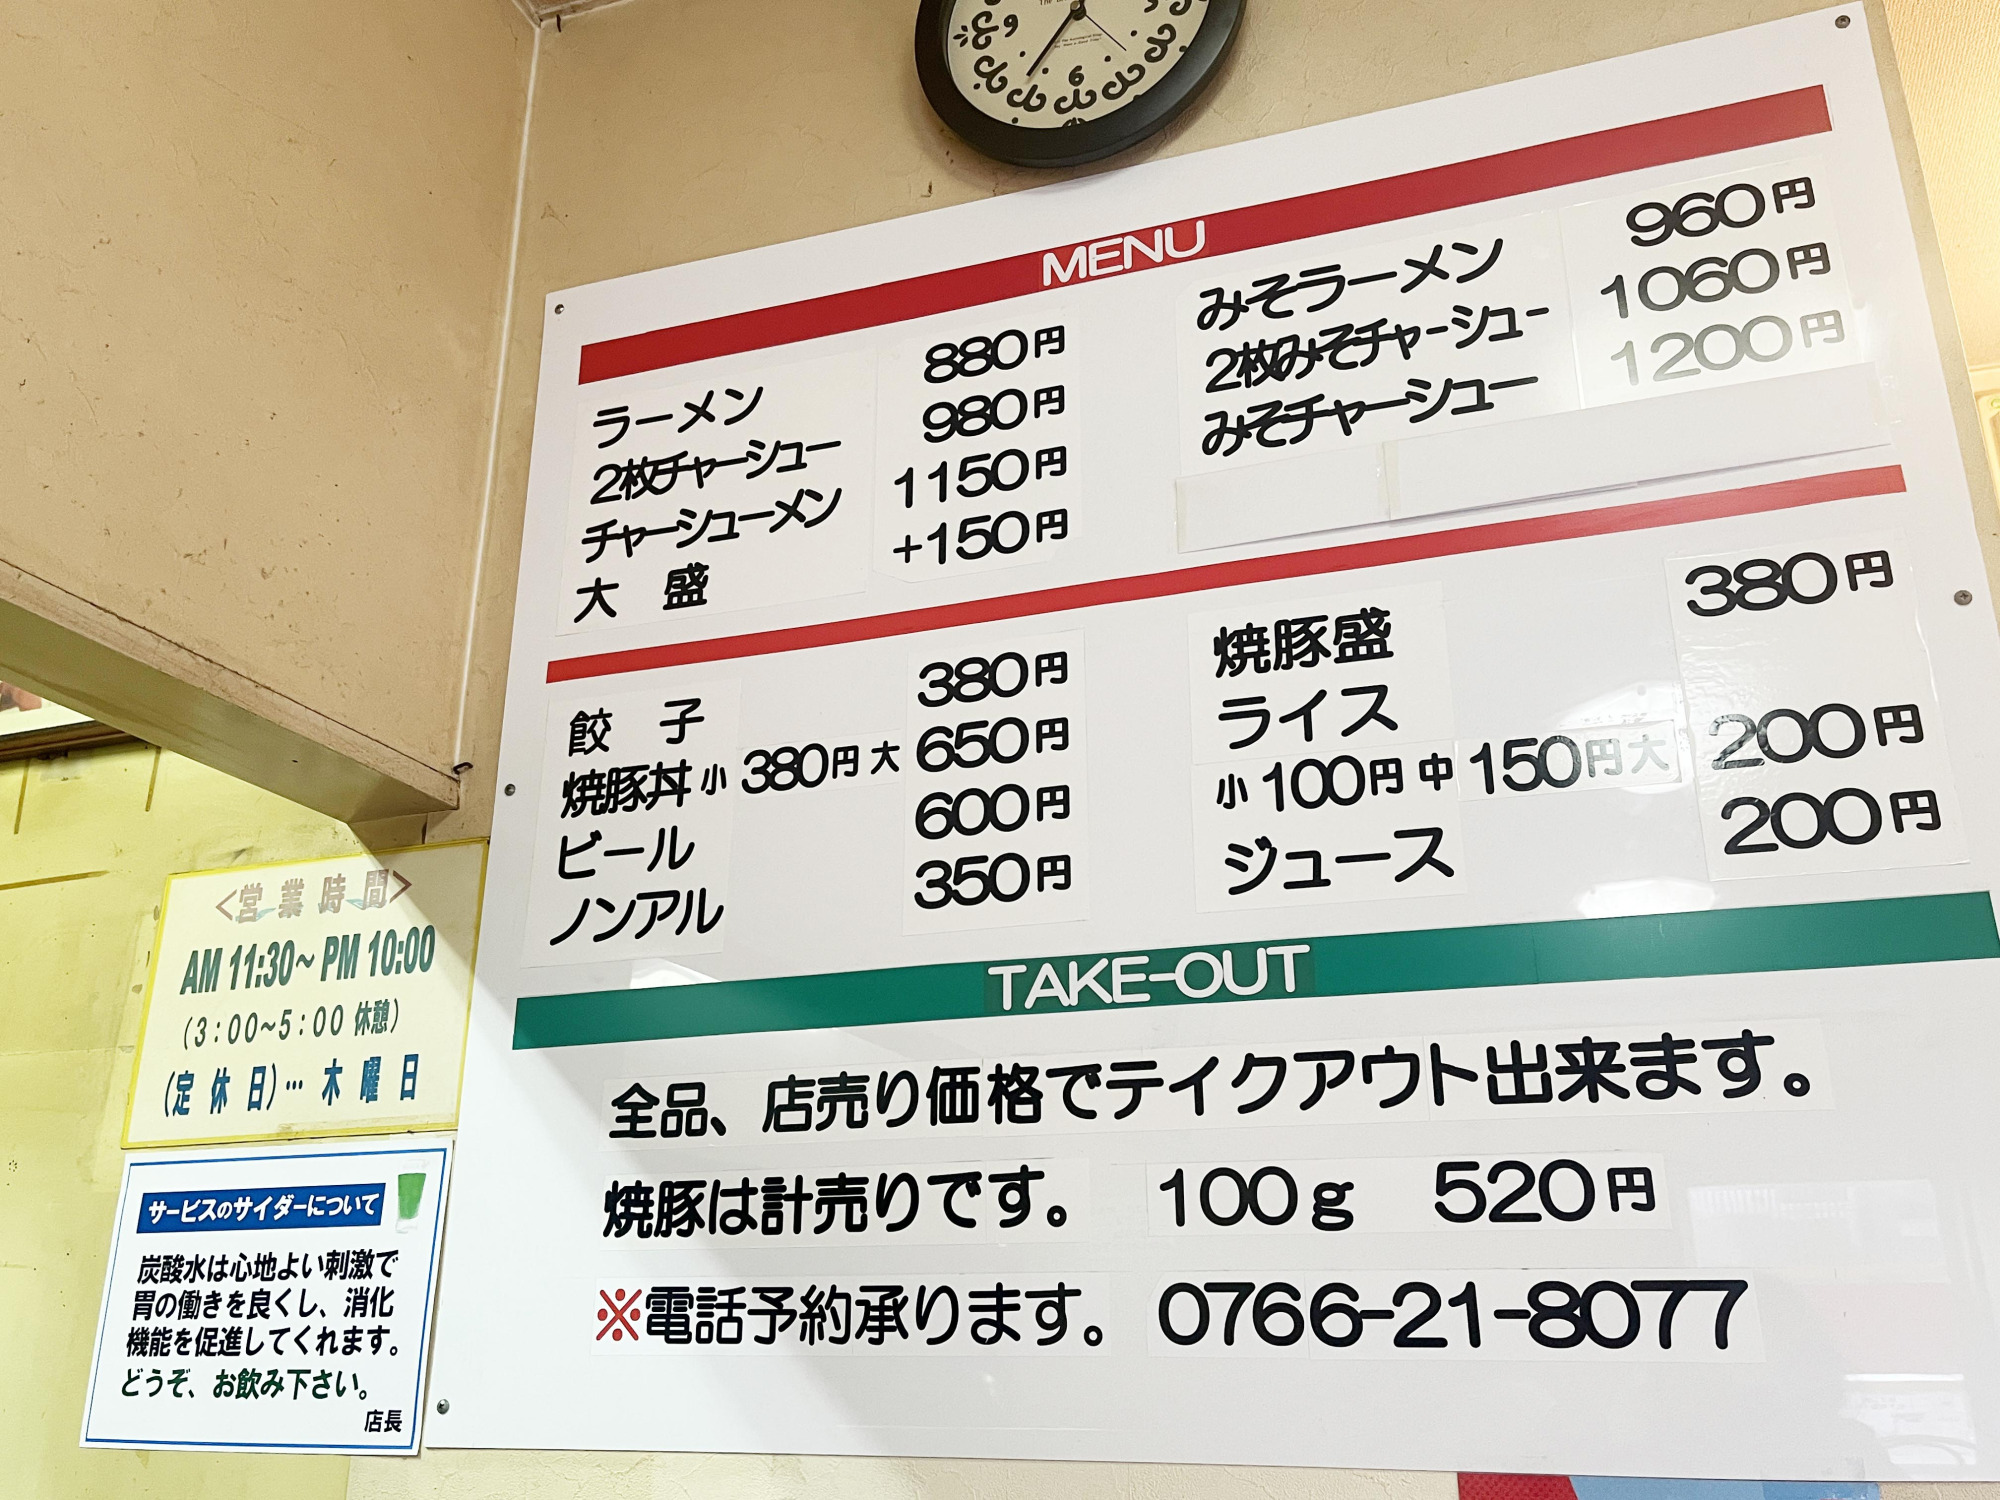 MENU
ラーメン 880円
2枚チャーシュー 980円
チャーシューメン 1150円
大 盛 +150円
みそラーメン 960円
2枚みそチャーシュー 1060円
みそチャーシュー 1200円
餃 子 380円
焼豚丼 小 380円 大 650円
ビール 600円
ノンアル 350円
焼豚盛 380円
ライス
小 100円 中 150円 大 200円
ジュース 200円
TAKE-OUT
全品、店売り価格でテイクアウト出来ます。
焼豚は計売りです。 100g 520円
※電話予約承ります。 0766-21-8077
<営業時間>
AM 11:30~PM 10:00
(3:00~5:00 休憩)
(定休日)… 木曜日
サービスのサイダーについて
炭酸水は心地よい刺激で
胃の働きを良くし、消化
機能を促進してくれます。
どうぞ、お飲み下さい。
店長